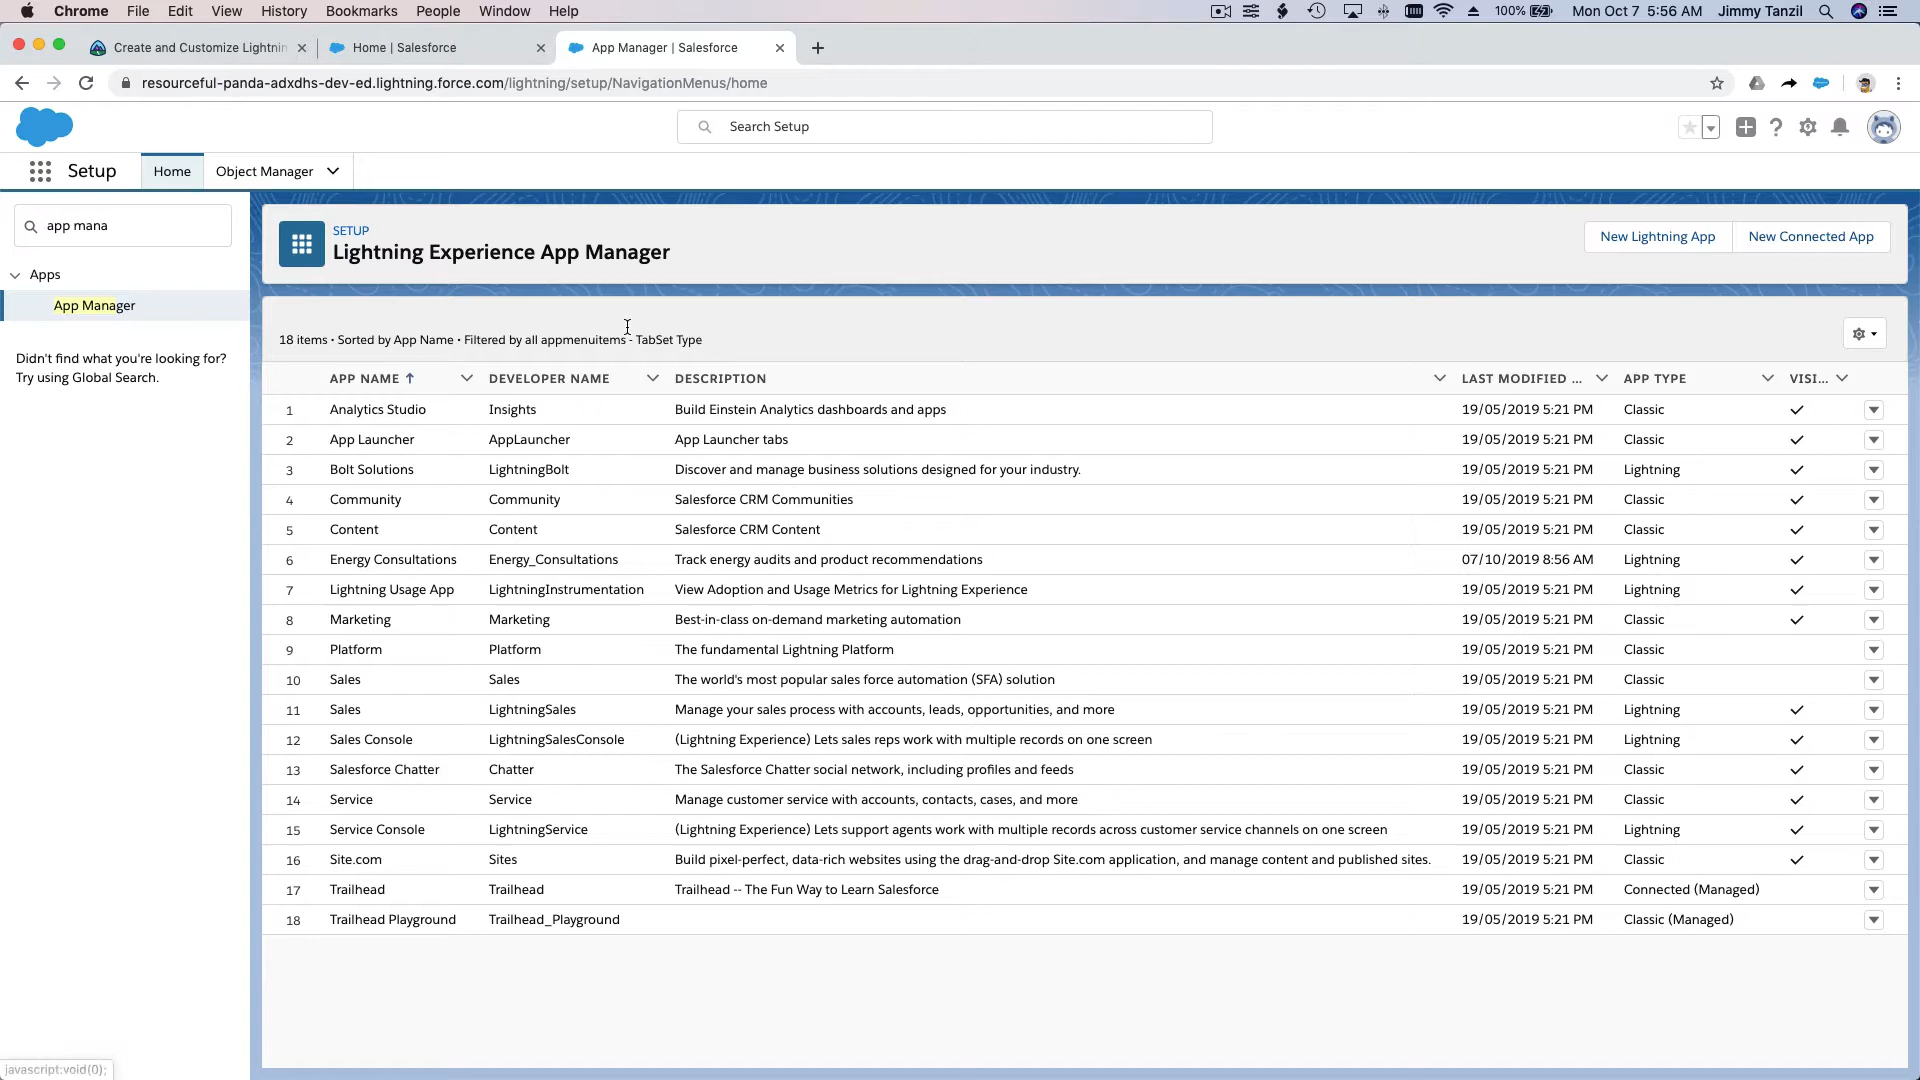 Chrome File Edit View History Bookmarks People Window Help 100% Mon Oct 7 5:56 AM Jimmy Tanzil
Create and Customize Lightnin Home | Salesforce App Manager | Salesforce
resourceful-panda-adxdhs-dev-ed.lightning.force.com/lightning/setup/NavigationMenus/home
Search Setup
Setup Home Object Manager
app mana
Apps
App Manager
Didn't find what you're looking for?
Try using Global Search.
SETUP
Lightning Experience App Manager
New Lightning App New Connected App
18 items • Sorted by App Name • Filtered by all appmenuitems - TabSet Type
APP NAME DEVELOPER NAME DESCRIPTION LAST MODIFIED ... APP TYPE VISI...
1 Analytics Studio Insights Build Einstein Analytics dashboards and apps 19/05/2019 5:21 PM Classic
2 App Launcher AppLauncher App Launcher tabs 19/05/2019 5:21 PM Classic
3 Bolt Solutions LightningBolt Discover and manage business solutions designed for your industry. 19/05/2019 5:21 PM Lightning
4 Community Community Salesforce CRM Communities 19/05/2019 5:21 PM Classic
5 Content Content Salesforce CRM Content 19/05/2019 5:21 PM Classic
6 Energy Consultations Energy_Consultations Track energy audits and product recommendations 07/10/2019 8:56 AM Lightning
7 Lightning Usage App LightningInstrumentation View Adoption and Usage Metrics for Lightning Experience 19/05/2019 5:21 PM Lightning
8 Marketing Marketing Best-in-class on-demand marketing automation 19/05/2019 5:21 PM Classic
9 Platform Platform The fundamental Lightning Platform 19/05/2019 5:21 PM Classic
10 Sales Sales The world's most popular sales force automation (SFA) solution 19/05/2019 5:21 PM Classic
11 Sales LightningSales Manage your sales process with accounts, leads, opportunities, and more 19/05/2019 5:21 PM Lightning
12 Sales Console LightningSalesConsole (Lightning Experience) Lets sales reps work with multiple records on one screen 19/05/2019 5:21 PM Lightning
13 Salesforce Chatter Chatter The Salesforce Chatter social network, including profiles and feeds 19/05/2019 5:21 PM Classic
14 Service Service Manage customer service with accounts, contacts, cases, and more 19/05/2019 5:21 PM Classic
15 Service Console LightningService (Lightning Experience) Lets support agents work with multiple records across customer service channels on one screen 19/05/2019 5:21 PM Lightning
16 Site.com Sites Build pixel-perfect, data-rich websites using the drag-and-drop Site.com application, and manage content and published sites. 19/05/2019 5:21 PM Classic
17 Trailhead Trailhead Trailhead -- The Fun Way to Learn Salesforce 19/05/2019 5:21 PM Connected (Managed)
18 Trailhead Playground Trailhead_Playground 19/05/2019 5:21 PM Classic (Managed)
javascript:void(0);